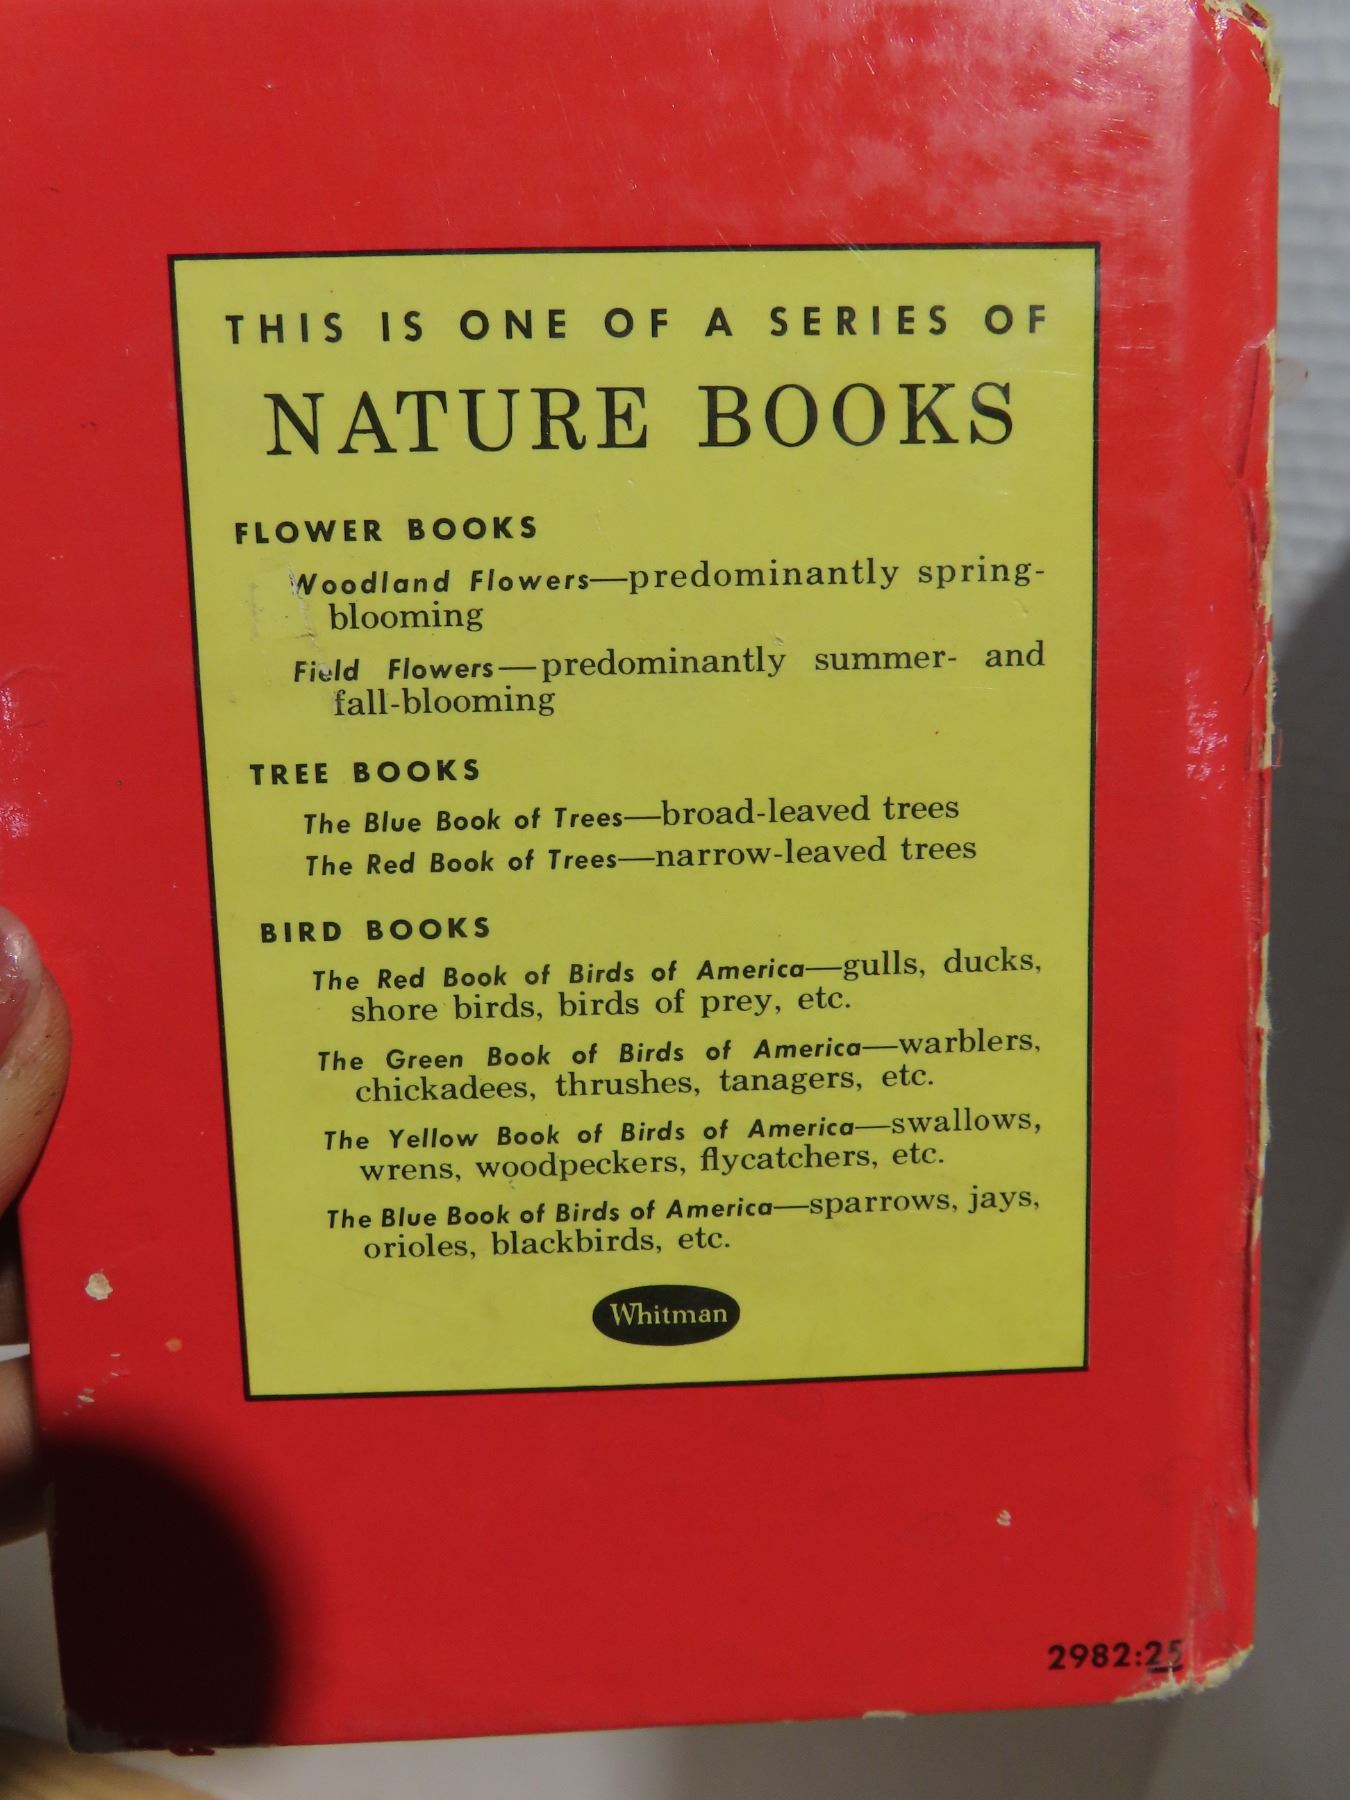 THIS IS ONE OF A SERIES OF
NATURE BOOKS
FLOWER BOOKS
Woodland Flowers—predominantly spring-
blooming
Field Flowers—predominantly summer- and
fall-blooming
TREE BOOKS
The Blue Book of Trees—broad-leaved trees
The Red Book of Trees—narrow-leaved trees
BIRD BOOKS
The Red Book of Birds of America—gulls, ducks,
shore birds, birds of prey, etc.
The Green Book of Birds of America—warblers,
chickadees, thrushes, tanagers, etc.
The Yellow Book of Birds of America—swallows,
wrens, woodpeckers, flycatchers, etc.
The Blue Book of Birds of America—sparrows, jays,
orioles, blackbirds, etc.
Whitman
2982:25